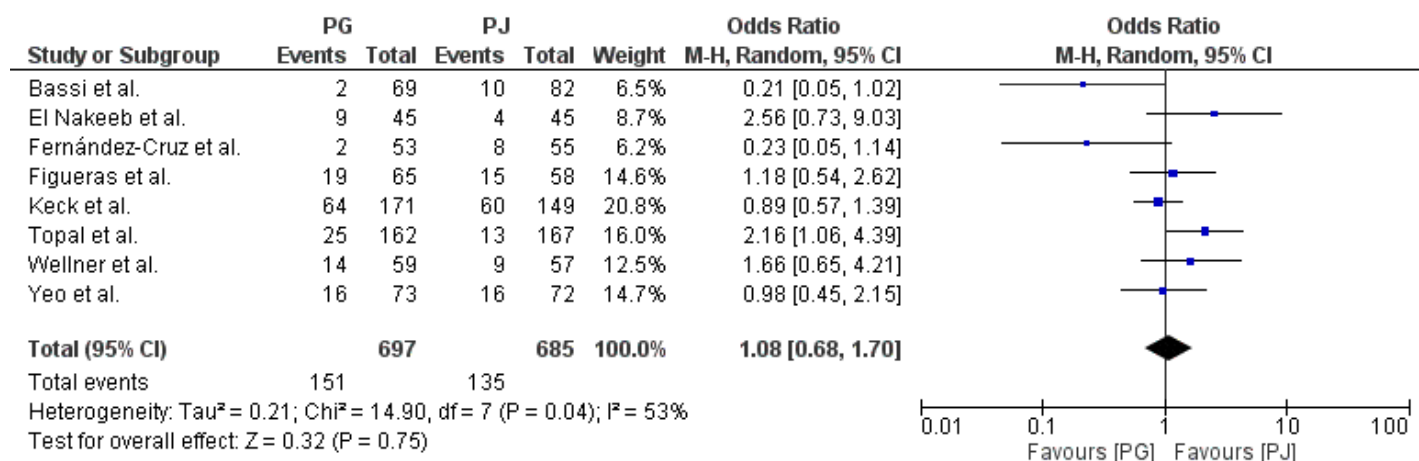 PG PJ Odds Ratio Odds Ratio
Study or Subgroup Events Total Events Total Weight M-H, Random, 95% CI M-H, Random, 95% CI
Bassi et al. 2 69 10 82 6.5% 0.21 [0.05, 1.02]
El Nakeeb et al. 9 45 4 45 8.7% 2.56 [0.73, 9.03]
Fernández-Cruz et al. 2 53 8 55 6.2% 0.23 [0.05, 1.14]
Figueras et al. 19 65 15 58 14.6% 1.18 [0.54, 2.62]
Keck et al. 64 171 60 149 20.8% 0.89 [0.57, 1.39]
Topal et al. 25 162 13 167 16.0% 2.16 [1.06, 4.39]
Wellner et al. 14 59 9 57 12.5% 1.66 [0.65, 4.21]
Yeo et al. 16 73 16 72 14.7% 0.98 [0.45, 2.15]
Total (95% CI) 697 685 100.0% 1.08 [0.68, 1.70]
Total events 151 135
Heterogeneity: Tau² = 0.21; Chi² = 14.90, df = 7 (P = 0.04); I² = 53%
Test for overall effect: Z = 0.32 (P = 0.75)
0.01 0.1 1 10 100
Favours [PG] Favours [PJ]